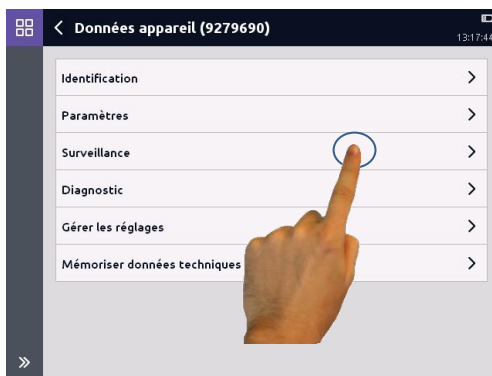 Données appareil (9279690)
13:17:44
Identification
Paramètres
Surveillance
Diagnostic
Gérer les réglages
Mémoriser données techniques